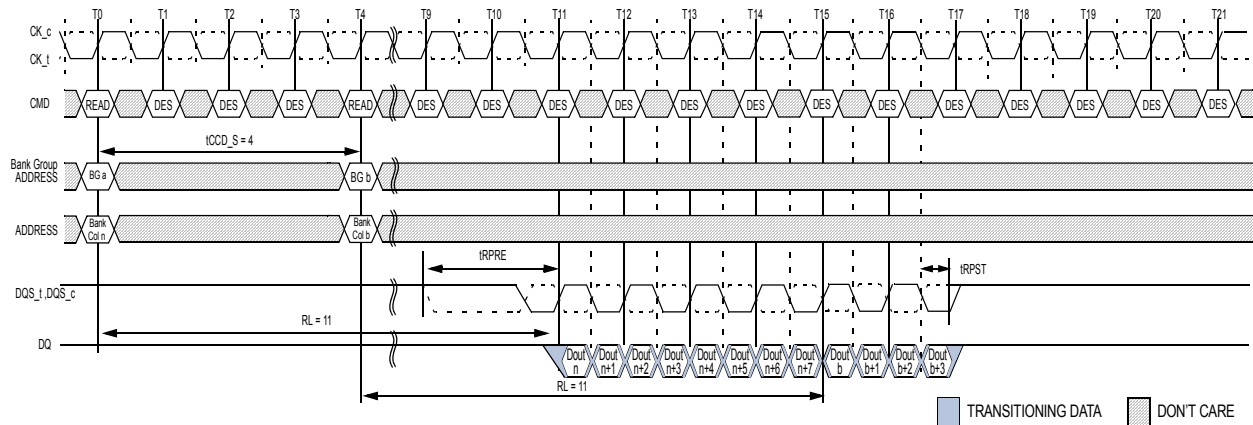 T0 T1 T2 T3 T4 T9 T10 T11 T12 T13 T14 T15 T16 T17 T18 T19 T20 T21
CK_c
CK_t
CMD READ DES DES DES READ DES DES DES DES DES DES DES DES DES DES DES DES DES
tCCD_S = 4
Bank Group
ADDRESS BG a BG b
ADDRESS Bank Col n Bank Col b
tRPRE tRPST
DQS_t ,DQS_c
RL = 11
DQ Dout n Dout n+1 Dout n+2 Dout n+3 Dout n+4 Dout n+5 Dout n+6 Dout n+7 Dout b Dout b+1 Dout b+2 Dout b+3
RL = 11
TRANSITIONING DATA DON'T CARE